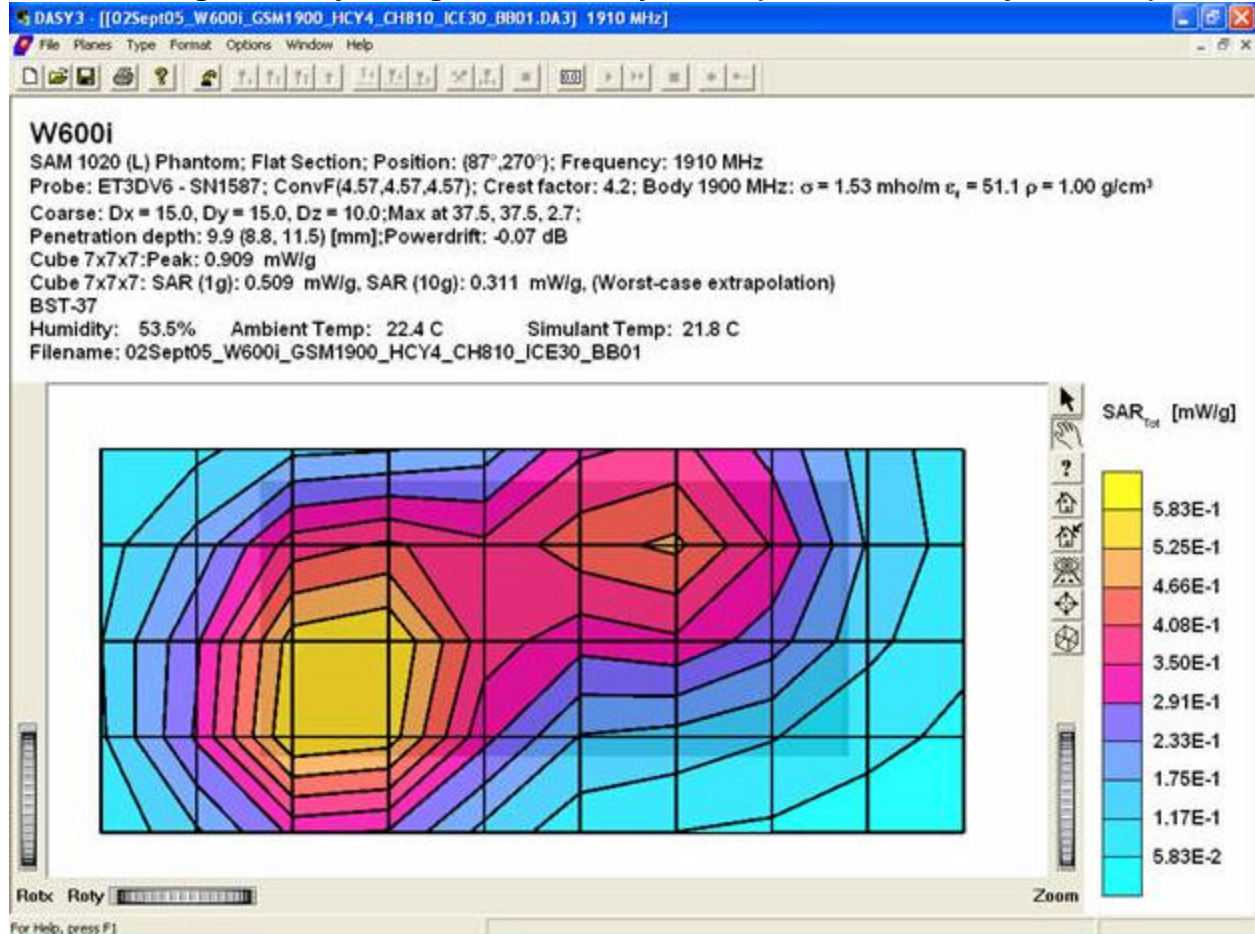 DASY3 - [[02Sept05_W600i_GSM1900_HCY4_CH810_ICE30_BB01.DA3] 1910 MHz]
File Planes Type Format Options Window Help
W600i
SAM 1020 (L) Phantom; Flat Section; Position: (87°,270°); Frequency: 1910 MHz
Probe: ET3DV6 - SN1587; ConvF(4.57,4.57,4.57); Crest factor: 4.2; Body 1900 MHz: σ = 1.53 mho/m εr = 51.1 ρ = 1.00 g/cm³
Coarse: Dx = 15.0, Dy = 15.0, Dz = 10.0;Max at 37.5, 37.5, 2.7;
Penetration depth: 9.9 (8.8, 11.5) [mm];Powerdrift: -0.07 dB
Cube 7x7x7:Peak: 0.909 mW/g
Cube 7x7x7: SAR (1g): 0.509 mW/g, SAR (10g): 0.311 mW/g, (Worst-case extrapolation)
BST-37
Humidity: 53.5% Ambient Temp: 22.4 C Simulant Temp: 21.8 C
Filename: 02Sept05_W600i_GSM1900_HCY4_CH810_ICE30_BB01
SARTot [mW/g]
5.83E-1
5.25E-1
4.66E-1
4.08E-1
3.50E-1
2.91E-1
2.33E-1
1.75E-1
1.17E-1
5.83E-2
Rotx Roty Zoom
For Help, press F1